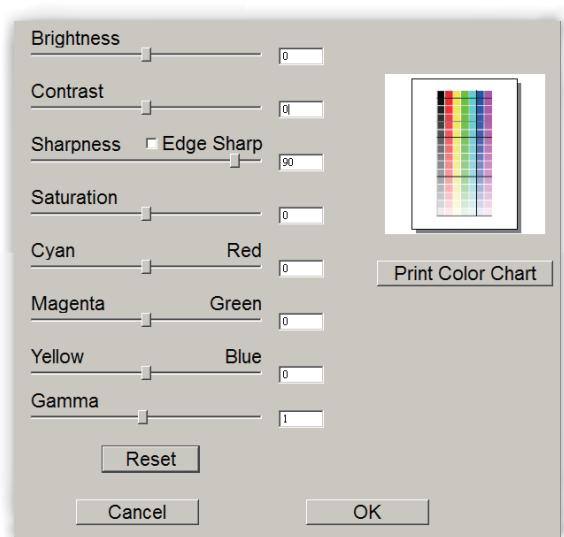 Brightness
0
Contrast
0
Sharpness Edge Sharp
90
Saturation
0
Cyan Red
0
Print Color Chart
Magenta Green
0
Yellow Blue
0
Gamma
1
Reset
Cancel OK